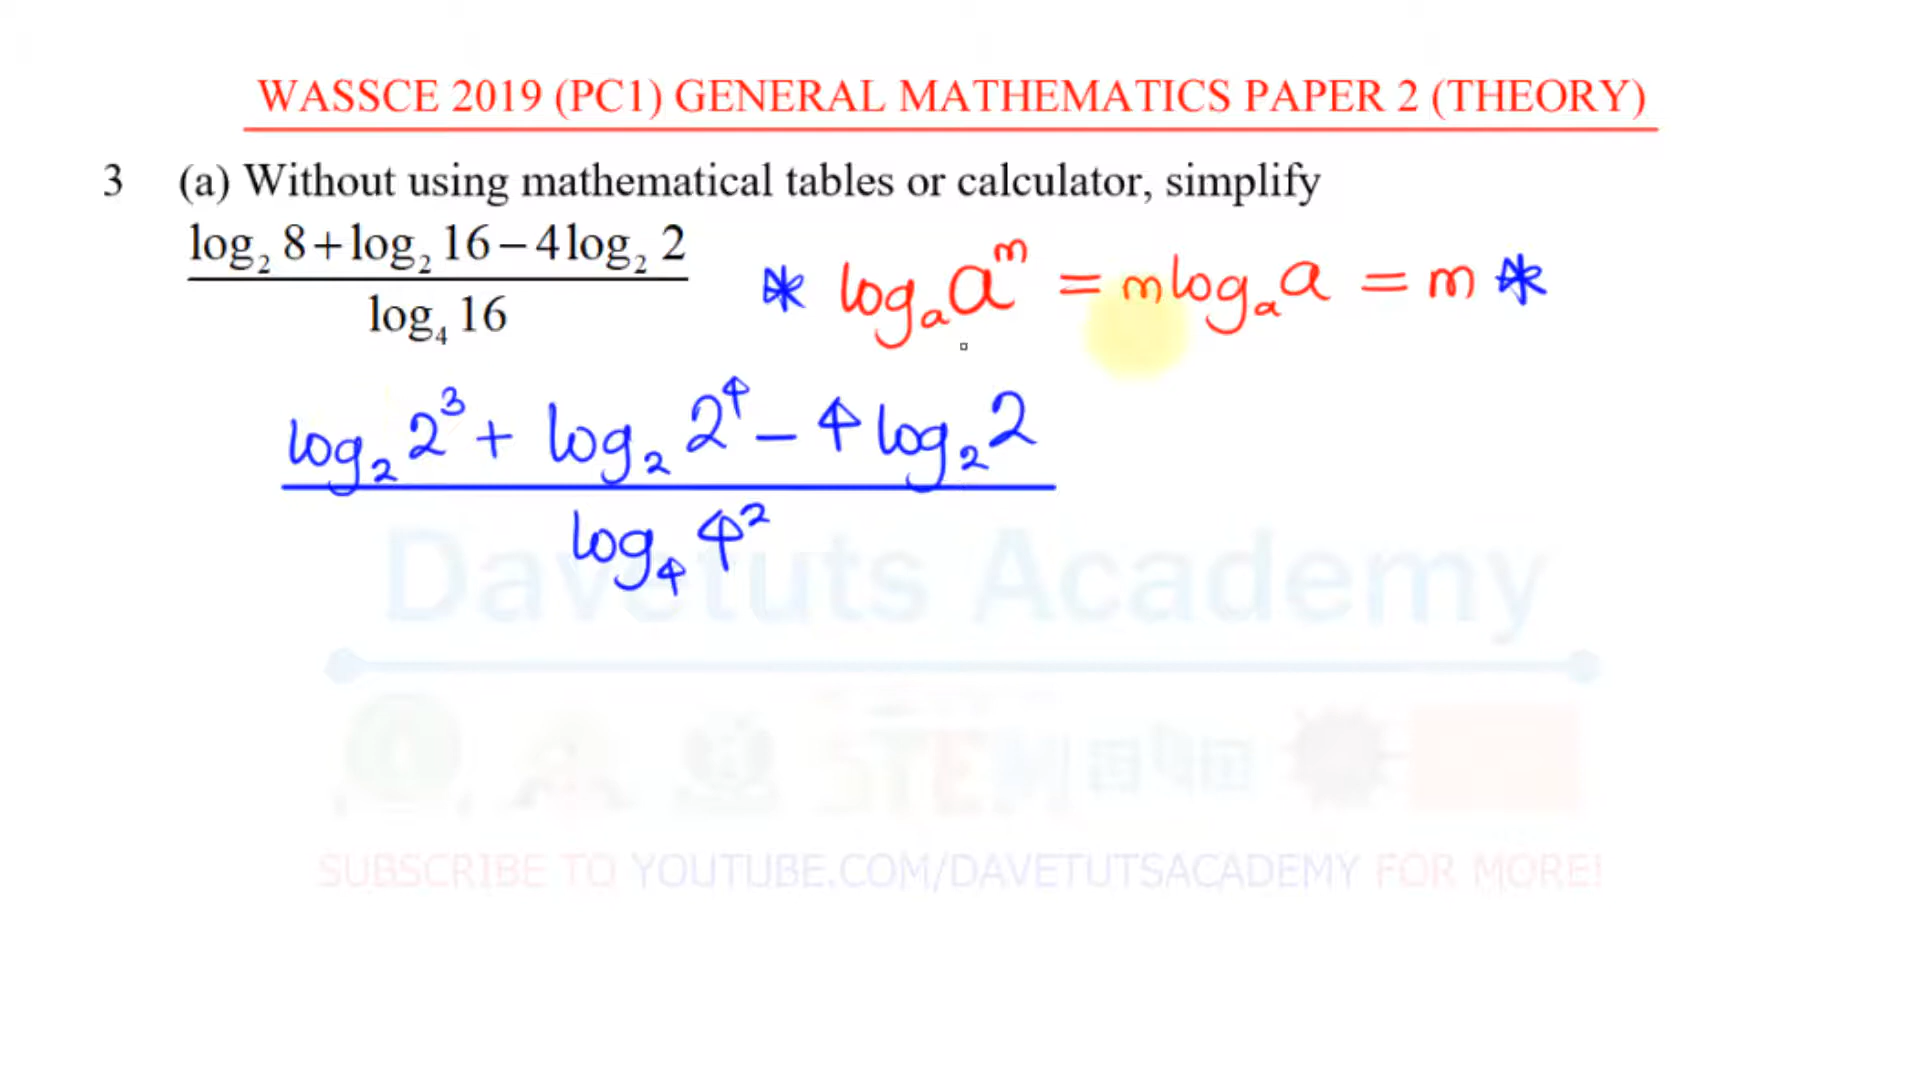 WASSCE 2019 (PC1) GENERAL MATHEMATICS PAPER 2 (THEORY)
3 (a) Without using mathematical tables or calculator, simplify
log₂ 8 + log₂ 16 − 4 log₂ 2
log₄ 16
* logₐ aᵐ = m logₐ a = m *
log₂ 2³ + log₂ 2⁴ − 4 log₂ 2
log₄ 4²
Davetuts Academy
STEM
SUBSCRIBE TO YOUTUBE.COM/DAVETUTSACADEMY FOR MORE!